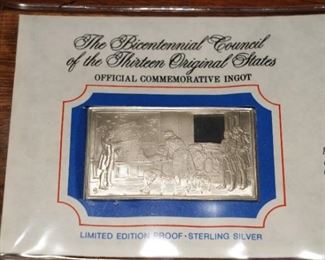 The Bicentennial Council
of the Thirteen Original States
OFFICIAL COMMEMORATIVE INGOT
LIMITED EDITION PROOF · STERLING SILVER